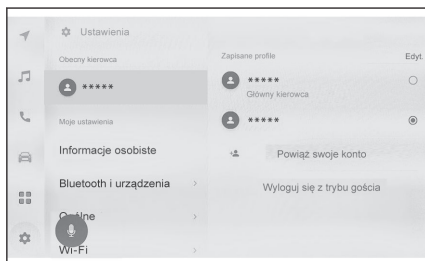 Ustawienia
Obecny kierowca
*****
Moje ustawienia
Informacje osobiste
Bluetooth i urządzenia
Ogólne
Wi-Fi
Zapisane profile
Edyt
*****
Główny kierowca
*****
Powiąż swoje konto
Wyloguj się z trybu gościa